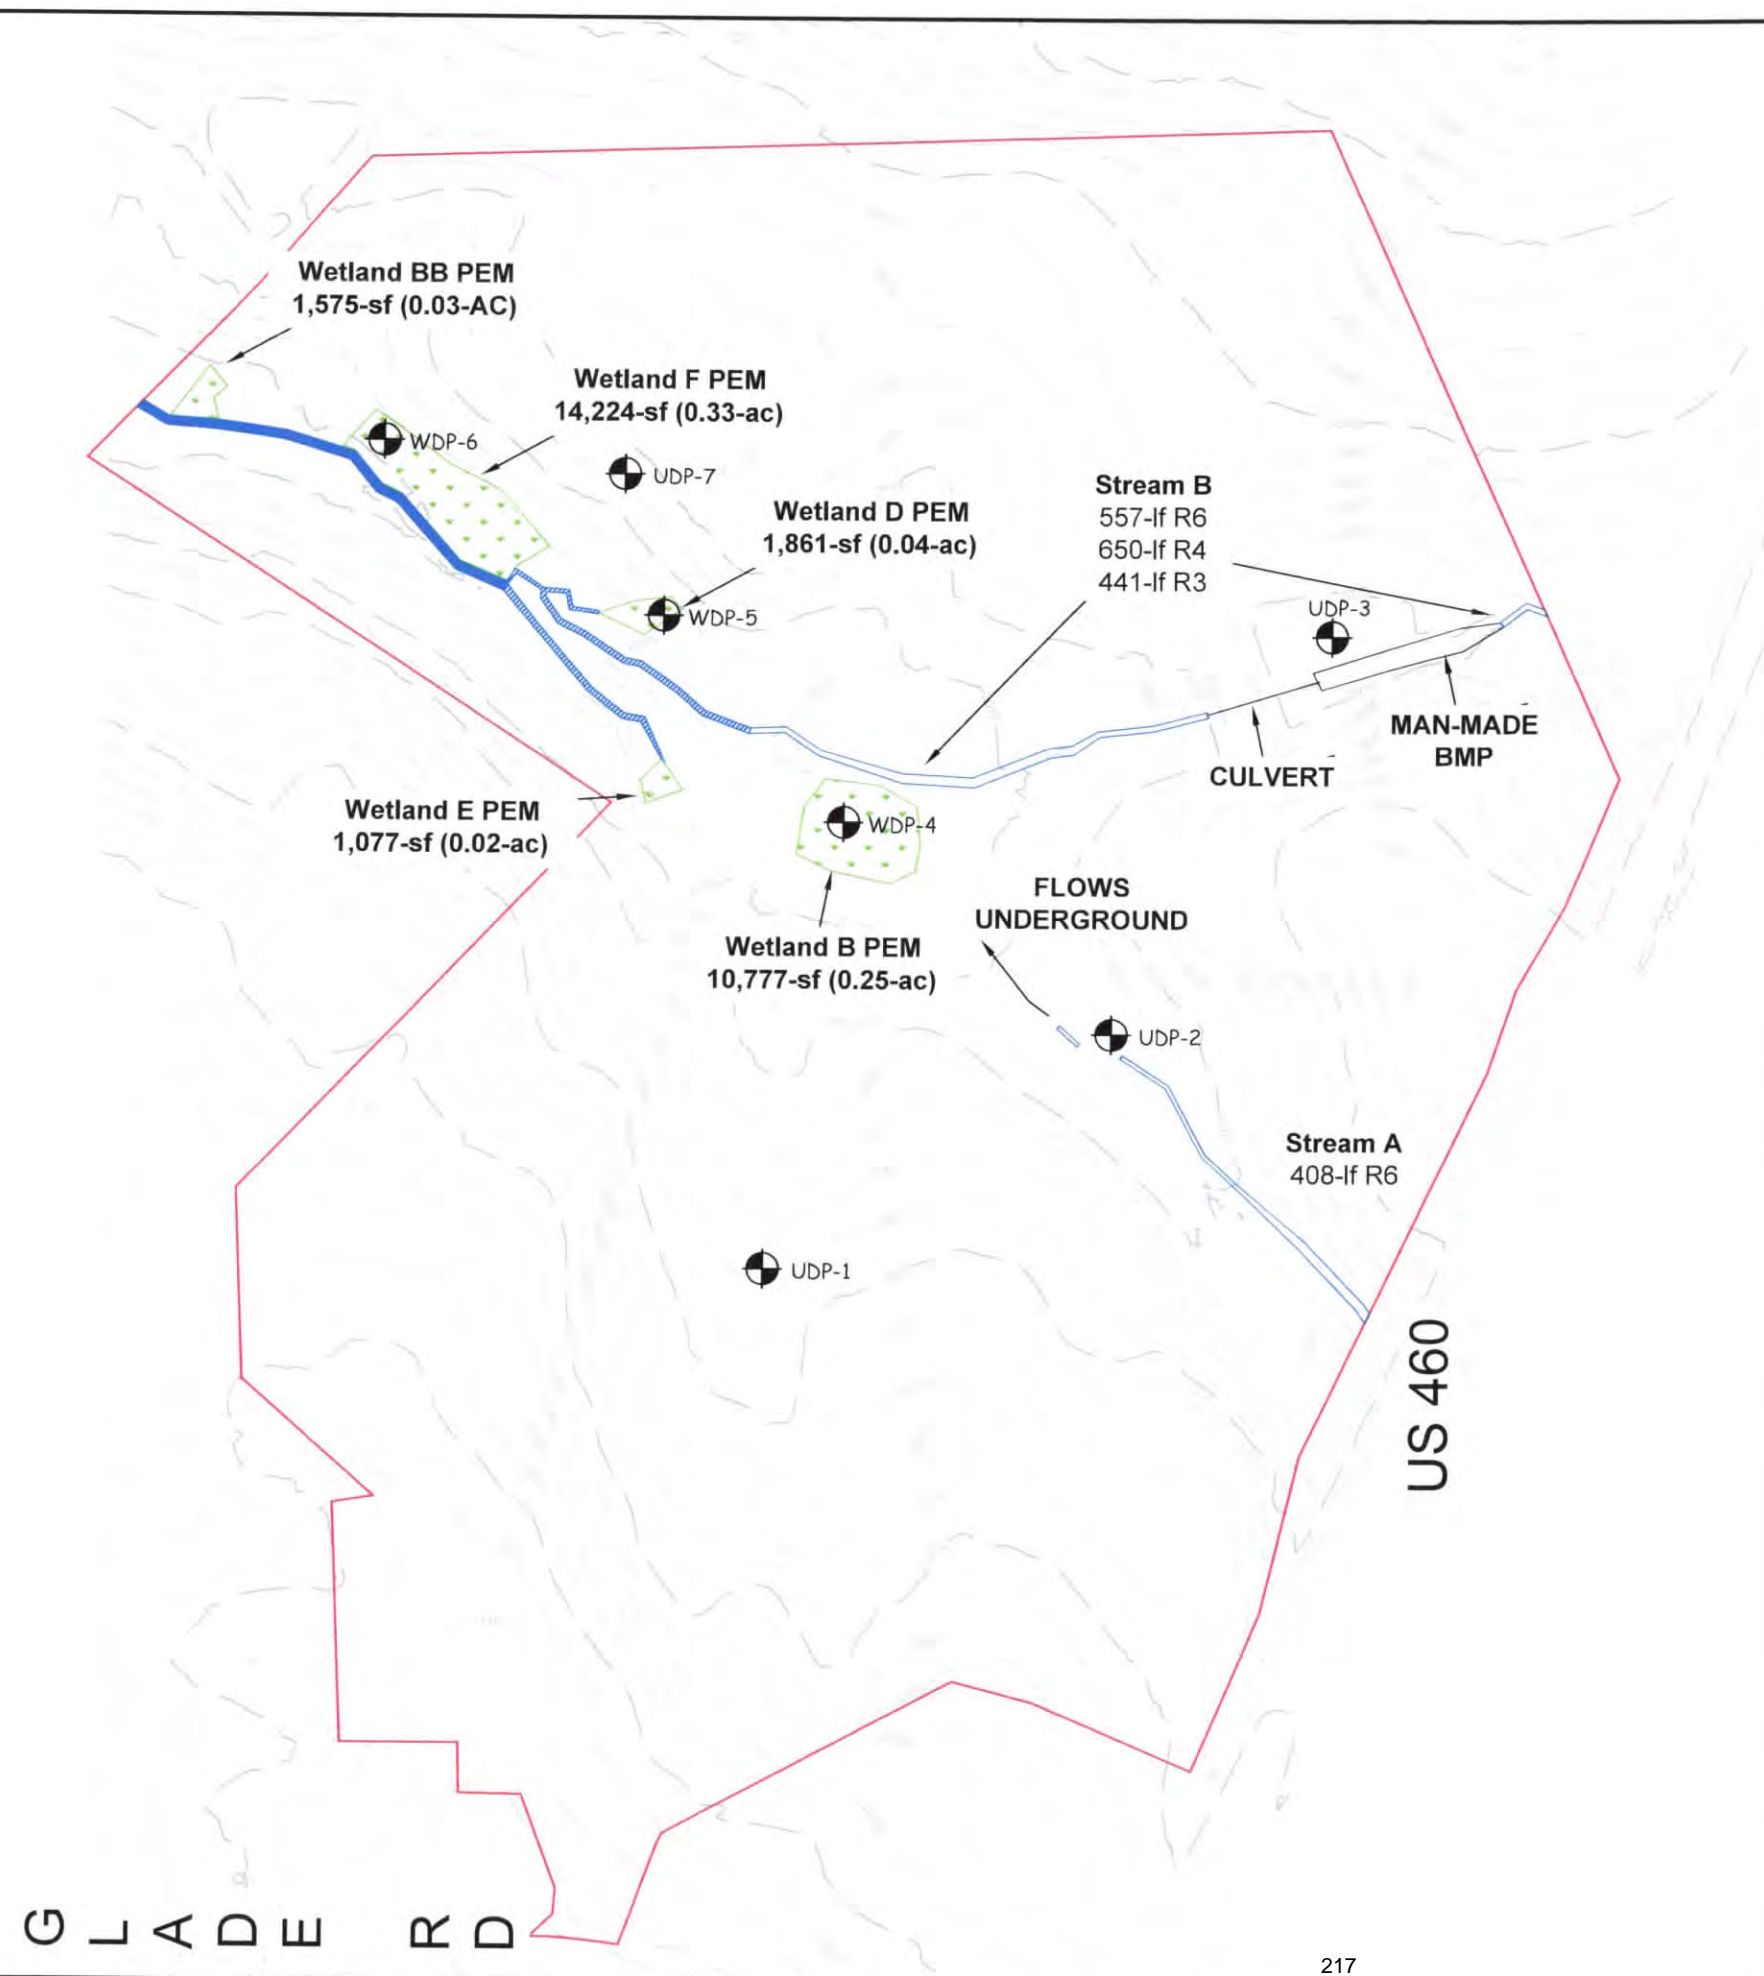 Wetland BB PEM
1,575-sf (0.03-AC)
Wetland F PEM
14,224-sf (0.33-ac)
WDP-6
UDP-7
Wetland D PEM
1,861-sf (0.04-ac)
WDP-5
Stream B
557-lf R6
650-lf R4
441-lf R3
UDP-3
MAN-MADE
BMP
CULVERT
Wetland E PEM
1,077-sf (0.02-ac)
WDP-4
FLOWS
UNDERGROUND
Wetland B PEM
10,777-sf (0.25-ac)
UDP-2
Stream A
408-lf R6
UDP-1
US 460
GLADE RD
217